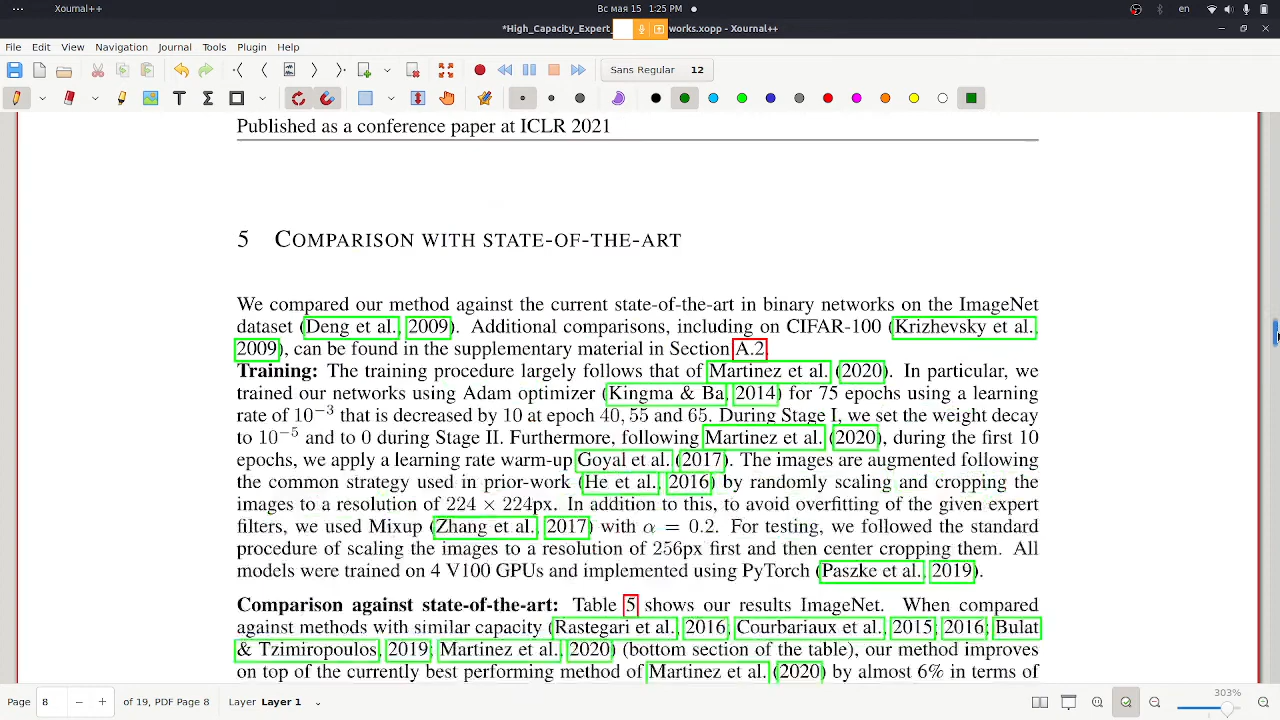 Xournal++
Вс мая 15 1:25 PM
en
*High_Capacity_Expert_ works.xopp - Xournal++
File Edit View Navigation Journal Tools Plugin Help
Sans Regular 12
Published as a conference paper at ICLR 2021
5 COMPARISON WITH STATE-OF-THE-ART
We compared our method against the current state-of-the-art in binary networks on the ImageNet
dataset (Deng et al., 2009). Additional comparisons, including on CIFAR-100 (Krizhevsky et al.,
2009), can be found in the supplementary material in Section A.2.
Training: The training procedure largely follows that of Martinez et al. (2020). In particular, we
trained our networks using Adam optimizer (Kingma & Ba, 2014) for 75 epochs using a learning
rate of 10⁻³ that is decreased by 10 at epoch 40, 55 and 65. During Stage I, we set the weight decay
to 10⁻⁵ and to 0 during Stage II. Furthermore, following Martinez et al. (2020), during the first 10
epochs, we apply a learning rate warm-up Goyal et al. (2017). The images are augmented following
the common strategy used in prior-work (He et al., 2016) by randomly scaling and cropping the
images to a resolution of 224 × 224px. In addition to this, to avoid overfitting of the given expert
filters, we used Mixup (Zhang et al., 2017) with α = 0.2. For testing, we followed the standard
procedure of scaling the images to a resolution of 256px first and then center cropping them. All
models were trained on 4 V100 GPUs and implemented using PyTorch (Paszke et al., 2019).
Comparison against state-of-the-art: Table 5 shows our results ImageNet. When compared
against methods with similar capacity (Rastegari et al., 2016; Courbariaux et al., 2015; 2016; Bulat
& Tzimiropoulos, 2019; Martinez et al., 2020) (bottom section of the table), our method improves
on top of the currently best performing method of Martinez et al. (2020) by almost 6% in terms of
Page 8 of 19, PDF Page 8 Layer Layer 1 303%